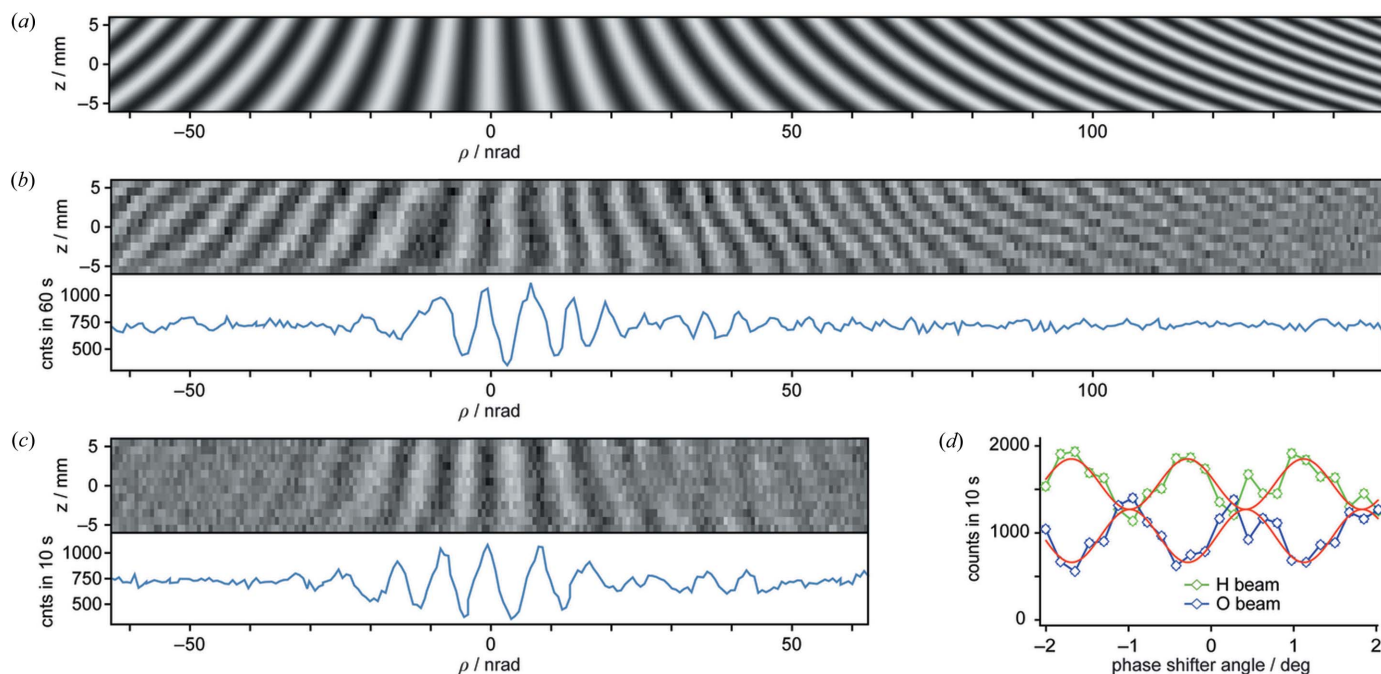 (a)
z / mm
5
0
–5
–50
0
50
100
ρ / nrad
(b)
z / mm
5
0
–5
cnts in 60 s
1000
750
500
–50
0
50
100
ρ / nrad
(c)
z / mm
5
0
–5
cnts in 10 s
1000
750
500
–50
0
50
ρ / nrad
(d)
counts in 10 s
2000
1000
0
H beam
O beam
–2
–1
0
1
2
phase shifter angle / deg